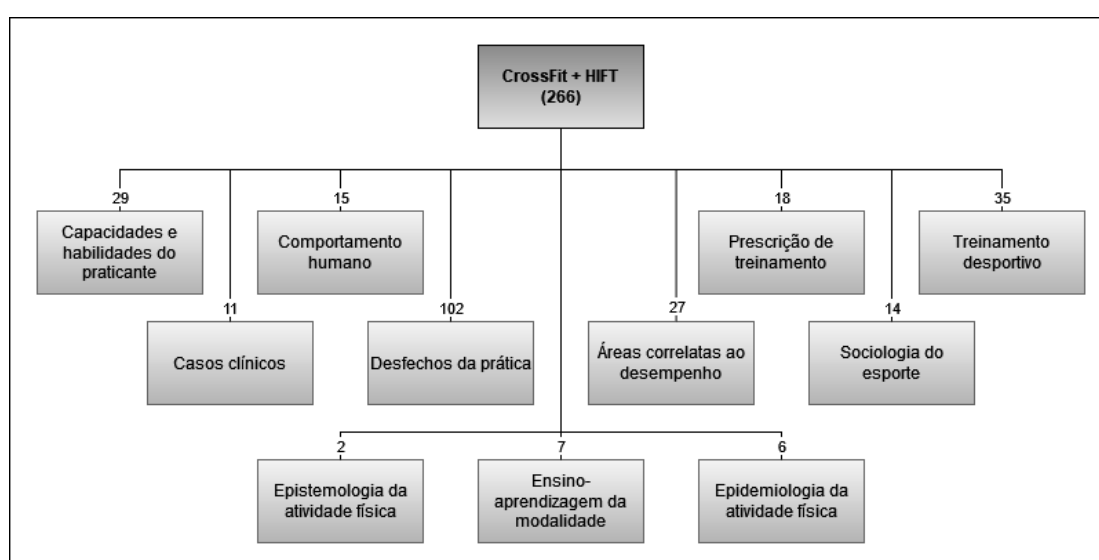 CrossFit + HIFT
(266)
29
Capacidades e
habilidades do
praticante
15
Comportamento
humano
18
Prescrição de
treinamento
35
Treinamento
desportivo
11
Casos clínicos
102
Desfechos da prática
27
Áreas correlatas ao
desempenho
14
Sociologia do
esporte
2
Epistemologia da
atividade física
7
Ensino-
aprendizagem da
modalidade
6
Epidemiologia da
atividade física